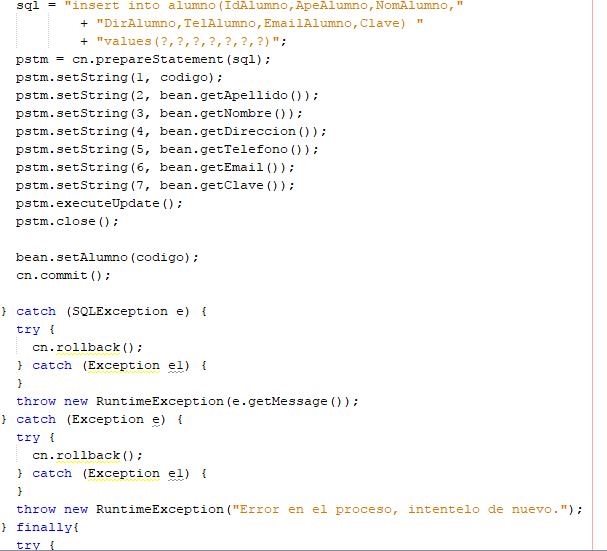 sql = "insert into alumno(IdAlumno,ApeAlumno,NomAlumno,"
+ "DirAlumno,TelAlumno,EmailAlumno,Clave) "
+ "values(?,?,?,?,?,?,?)";
pstm = cn.prepareStatement(sql);
pstm.setString(1, codigo);
pstm.setString(2, bean.getApellido());
pstm.setString(3, bean.getNombre());
pstm.setString(4, bean.getDireccion());
pstm.setString(5, bean.getTelefono());
pstm.setString(6, bean.getEmail());
pstm.setString(7, bean.getClave());
pstm.executeUpdate();
pstm.close();
bean.setAlumno(codigo);
cn.commit();
} catch (SQLException e) {
try {
cn.rollback();
} catch (Exception e1) {
}
throw new RuntimeException(e.getMessage());
} catch (Exception e) {
try {
cn.rollback();
} catch (Exception e1) {
}
throw new RuntimeException("Error en el proceso, intentelo de nuevo.");
} finally{
try {